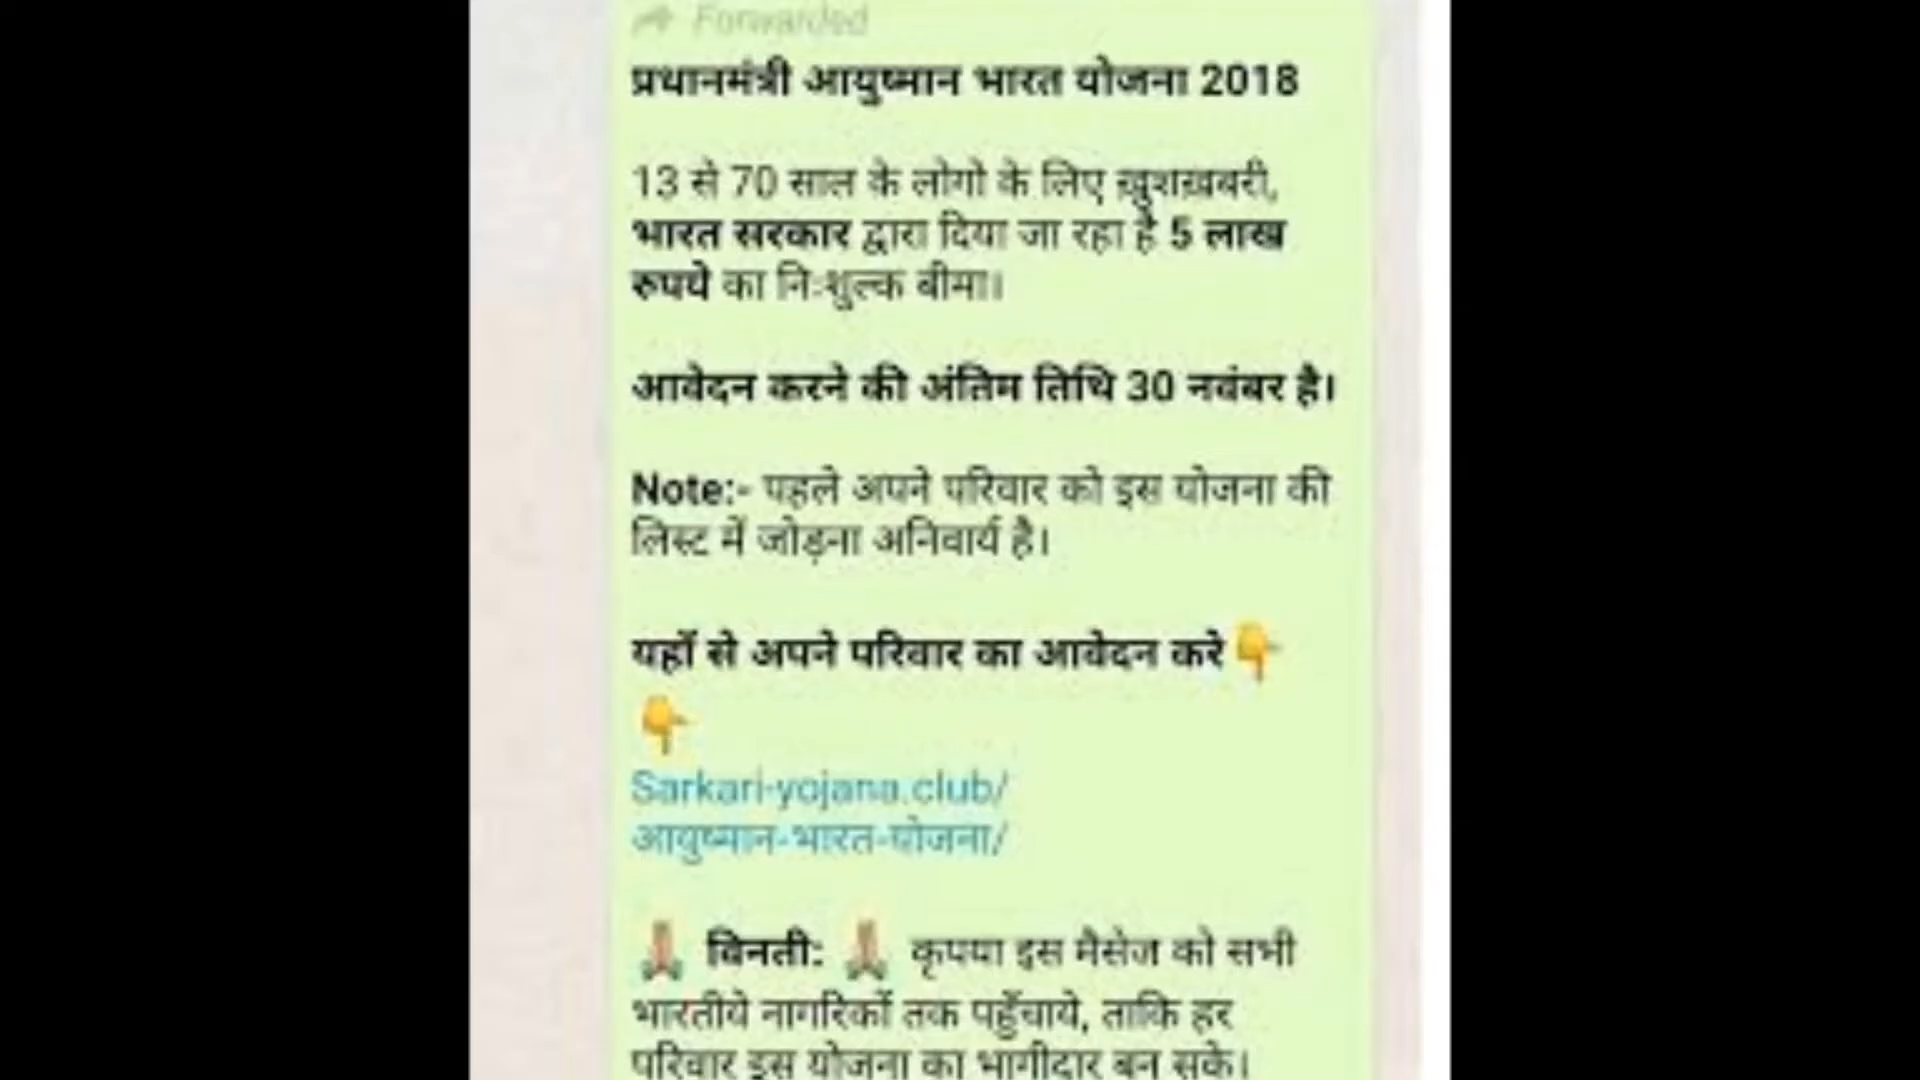 Forwarded
प्रधानमंत्री आयुष्मान भारत योजना 2018
13 से 70 साल के लोगो के लिए ख़ुशख़बरी,
भारत सरकार द्वारा दिया जा रहा है 5 लाख
रुपये का निःशुल्क बीमा।
आवेदन करने की अंतिम तिथि 30 नवंबर है।
Note:- पहले अपने परिवार को इस योजना की
लिस्ट में जोड़ना अनिवार्य है।
यहाँ से अपने परिवार का आवेदन करे👇
👇
Sarkari-yojana.club/
आयुष्मान-भारत-योजना/
🙏 विनती: 🙏 कृपया इस मैसेज को सभी
भारतीये नागरिकों तक पहुँचाये, ताकि हर
परिवार इस योजना का भागीदार बन सके।